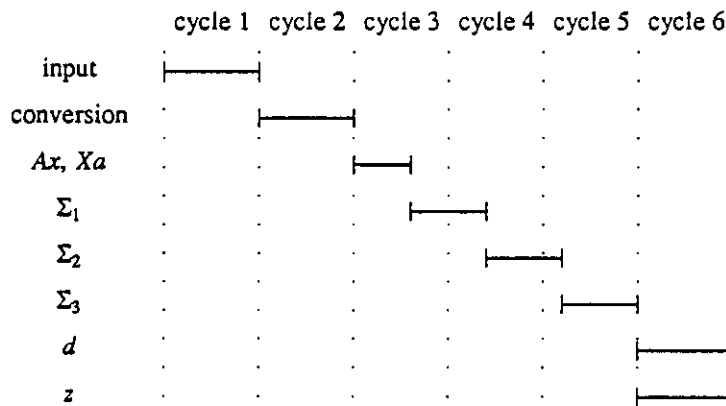 cycle 1 cycle 2 cycle 3 cycle 4 cycle 5 cycle 6
input
conversion
Ax, Xa
Σ₁
Σ₂
Σ₃
d
z